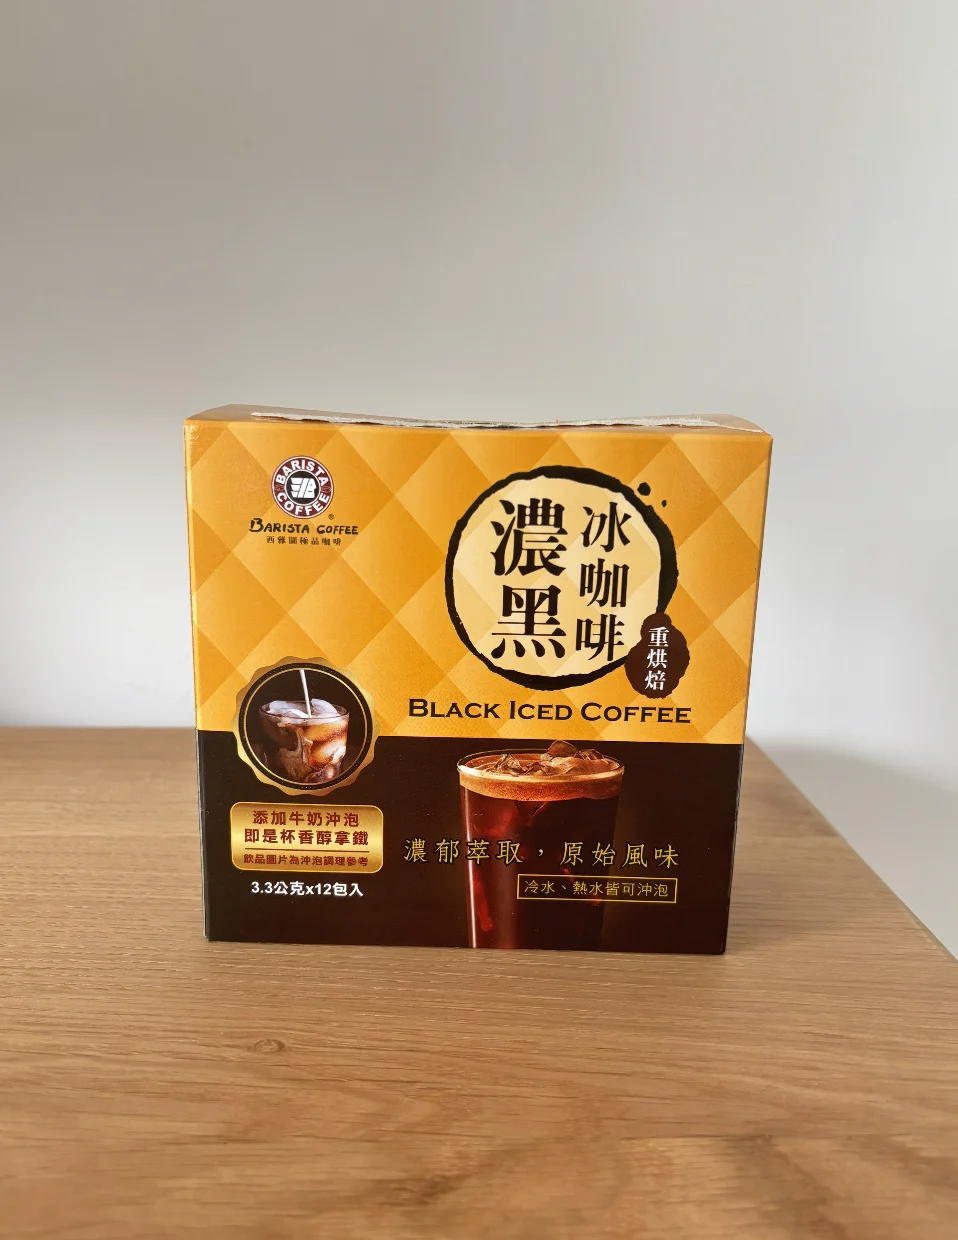 BARISTA COFFEE
BARISTA COFFEE®
西雅圖極品咖啡
濃黑
冰咖啡
重烘焙
BLACK ICED COFFEE
添加牛奶沖泡
即是杯香醇拿鐵
飲品圖片為沖泡調理參考
3.3公克x12包入
濃郁萃取，原始風味
冷水、熱水皆可沖泡